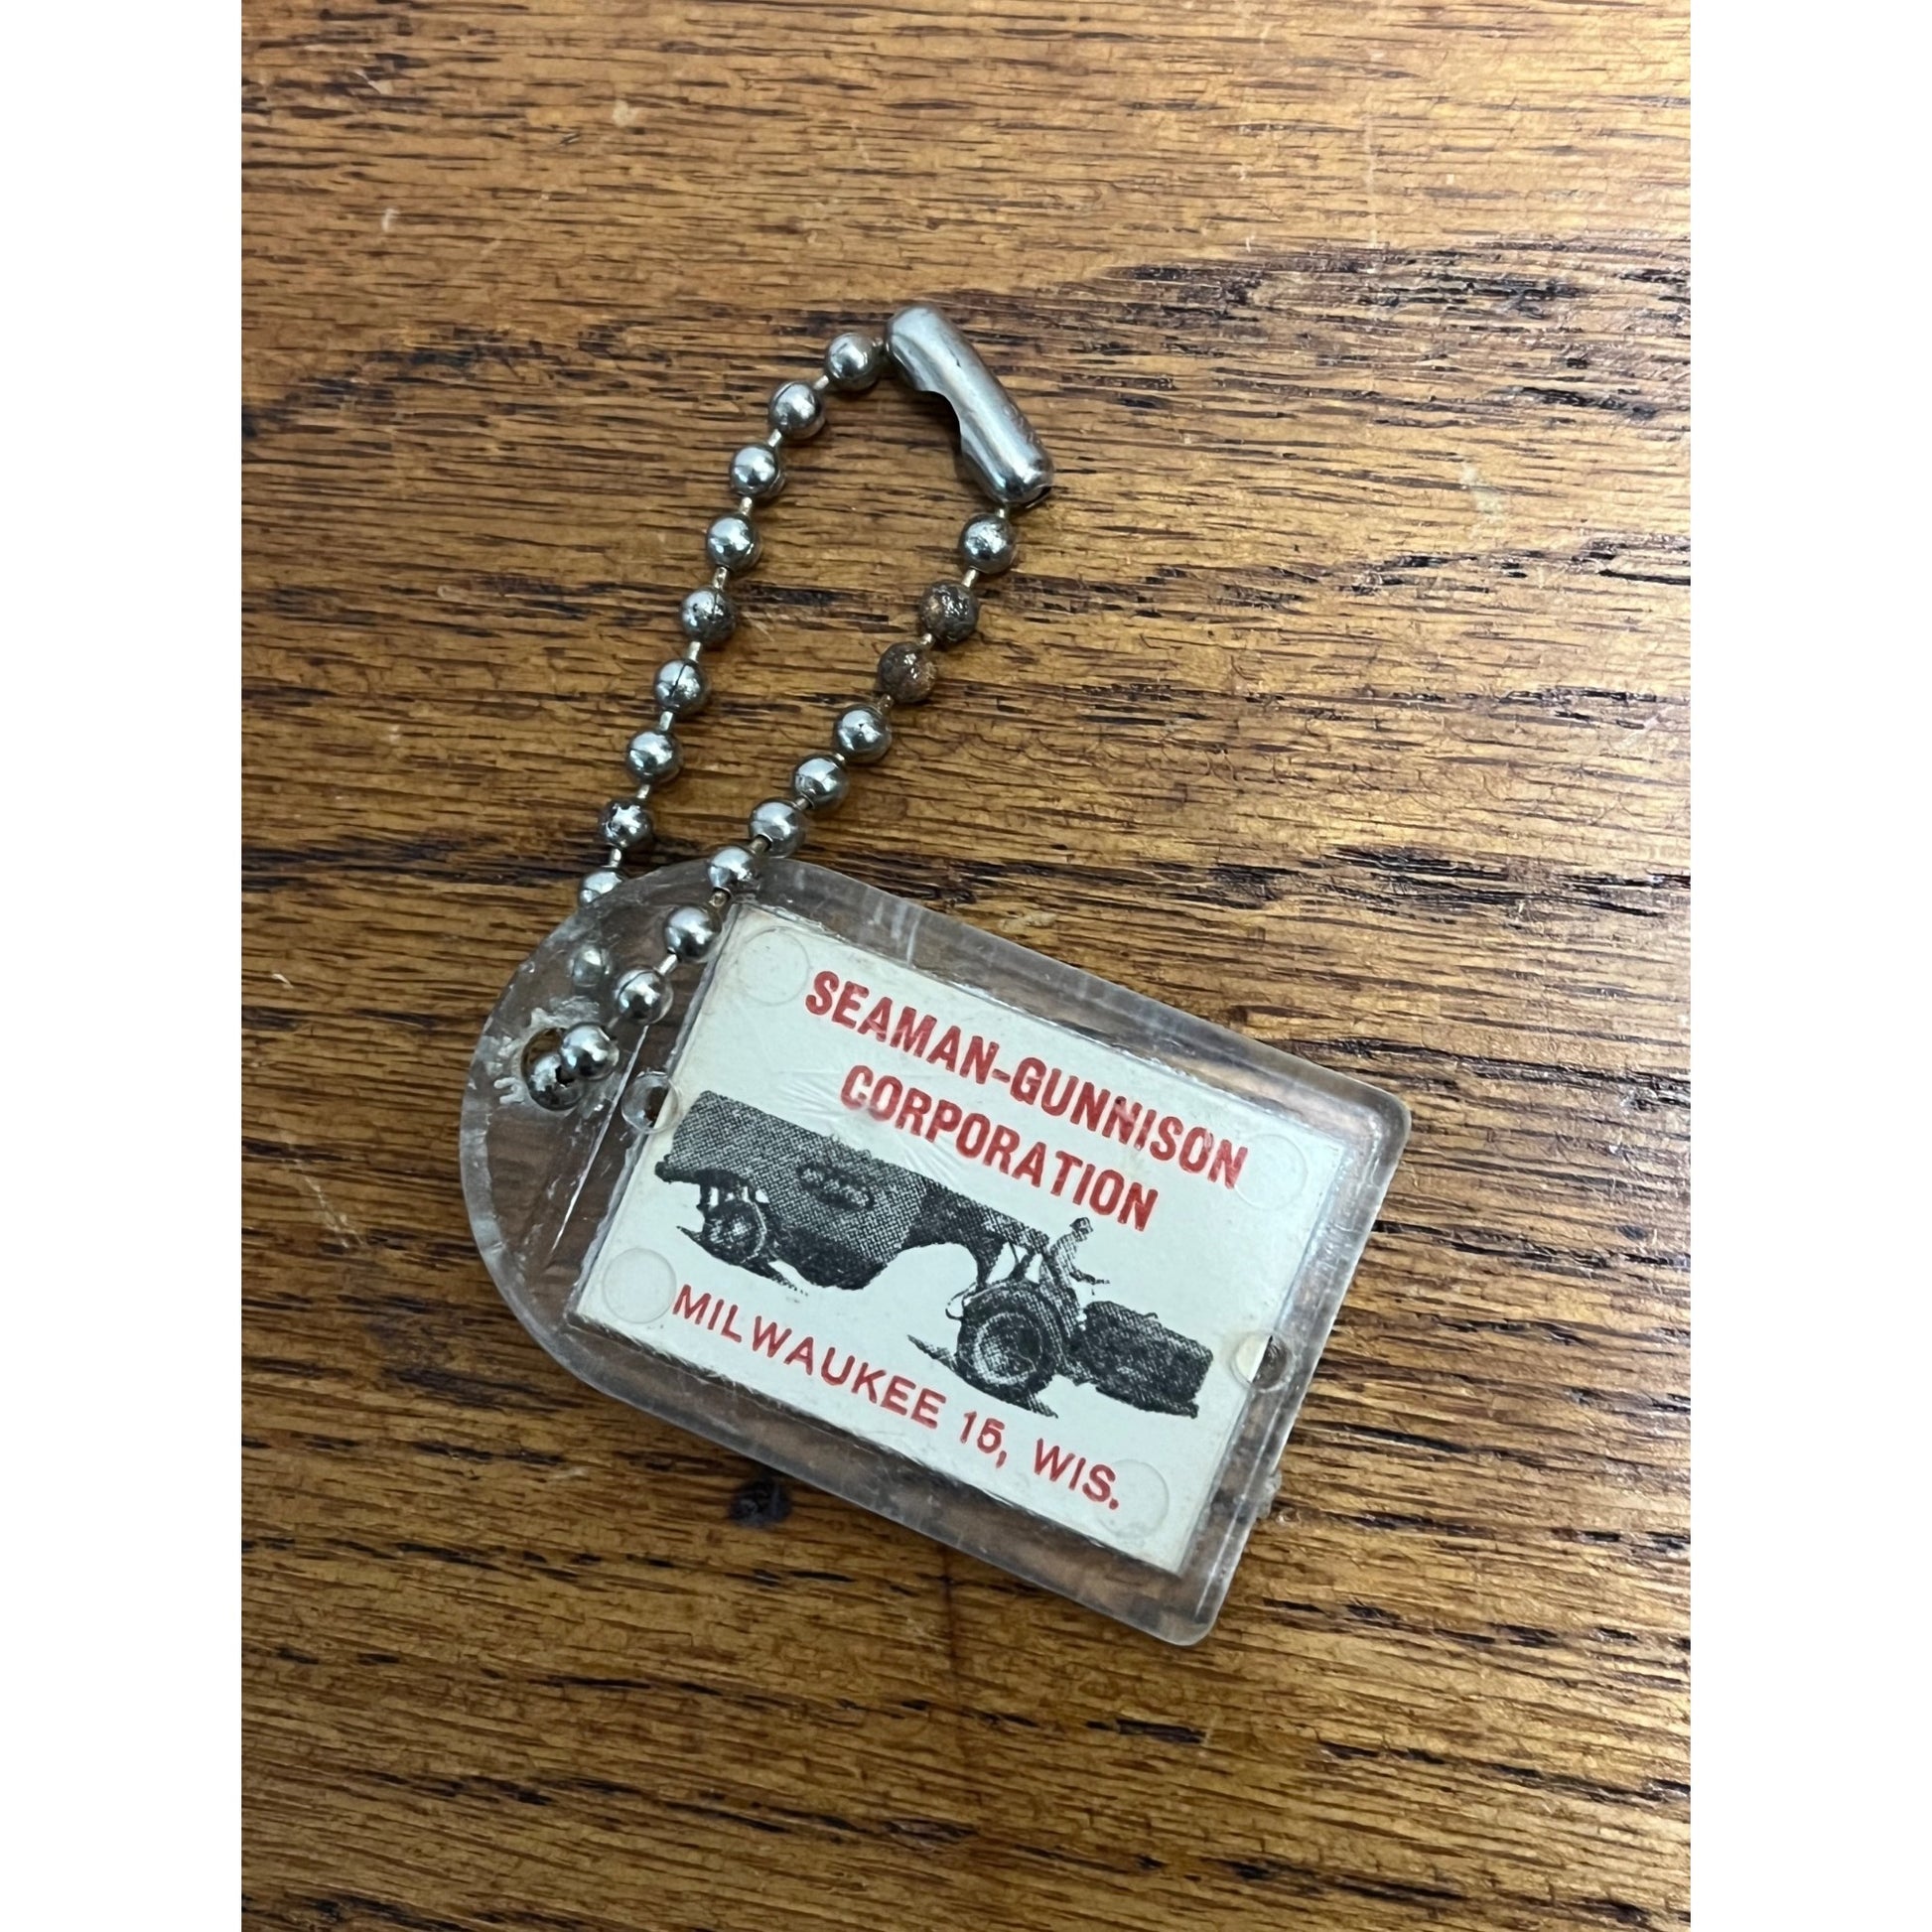 SEAMAN-GUNNISON
CORPORATION
MILWAUKEE 15, WIS.